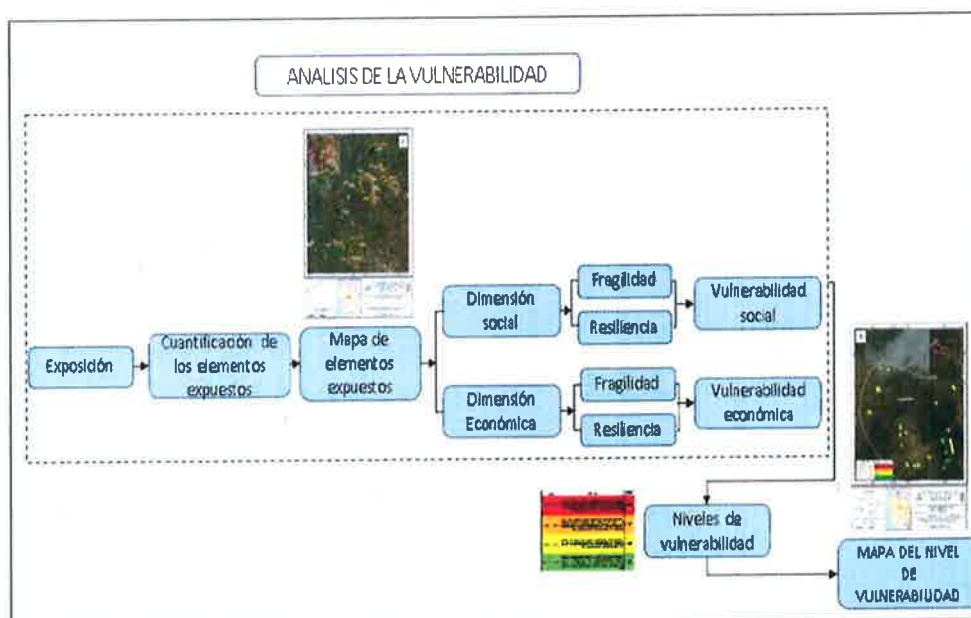 ANALISIS DE LA VULNERABILIDAD
Exposición
Cuantificación de
los elementos
expuestos
Mapa de
elementos
expuestos
Dimensión
social
Fragilidad
Resiliencia
Vulnerabilidad
social
Dimensión
Económica
Fragilidad
Resiliencia
Vulnerabilidad
económica
Niveles de
vulnerabilidad
MAPA DEL NIVEL
DE
VULNERABILIDAD